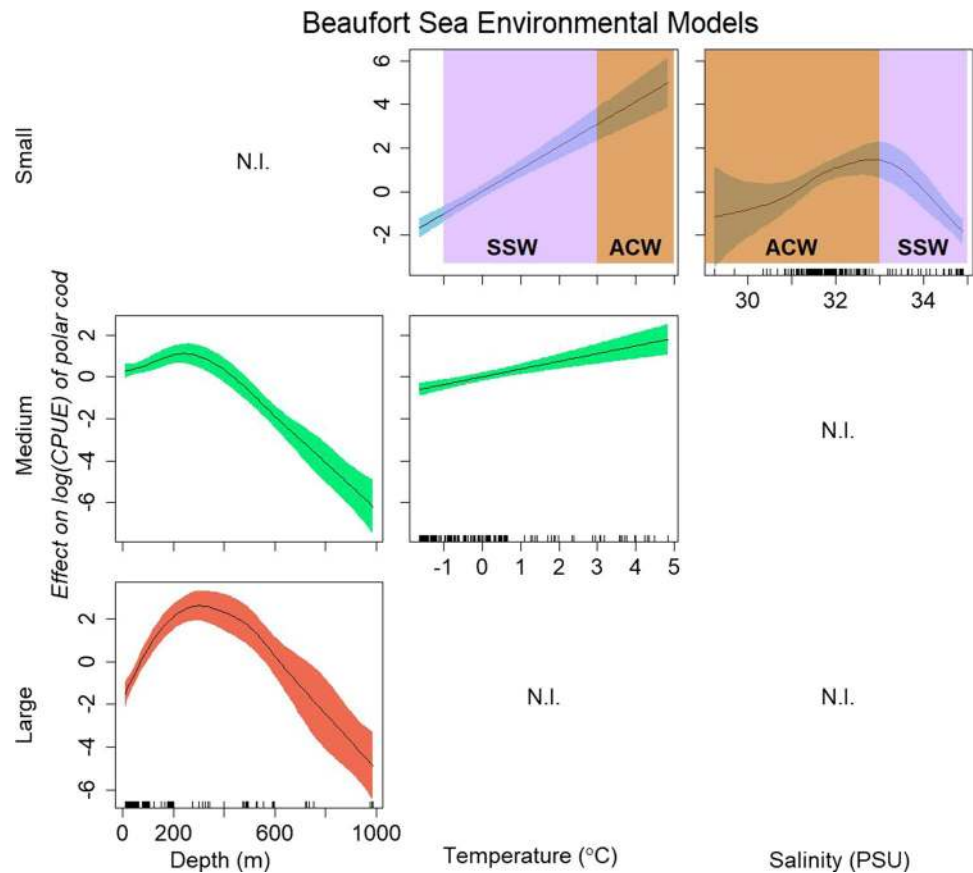 Beaufort Sea Environmental Models
Small
N.I.
6
4
2
0
-2
SSW
ACW
ACW
SSW
30
32
34
Medium
Effect on log(CPUE) of polar cod
2
0
-2
-4
-6
-1
0
1
2
3
4
5
N.I.
Large
2
0
-2
-4
-6
N.I.
N.I.
0
200
600
1000
Depth (m)
Temperature (°C)
Salinity (PSU)